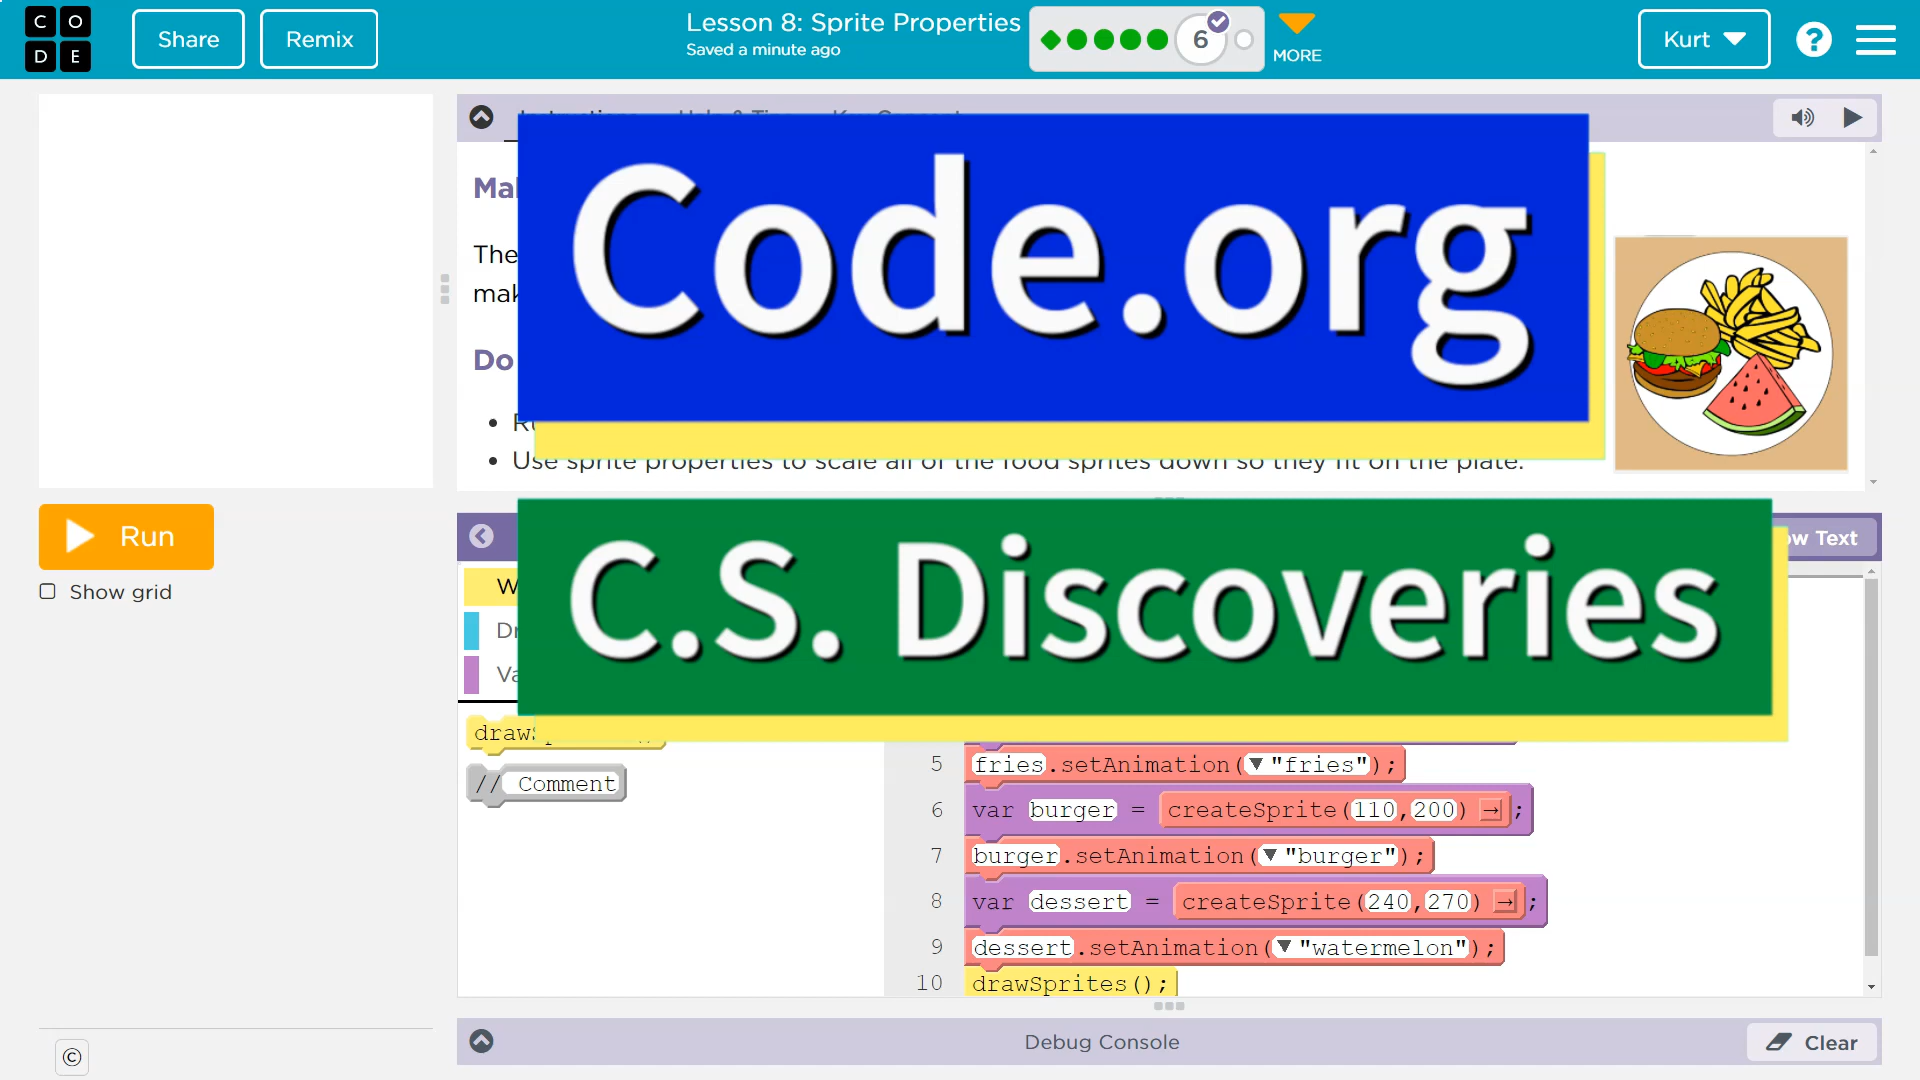 CODE
Share
Remix
Lesson 8: Sprite Properties
Saved a minute ago
6
MORE
Kurt
?
Code.org
The
Do
Use sprite properties to scale all of the food sprites down so they fit on the plate.
C.S. Discoveries
Run
Show grid
Text
// Comment
5 fries.setAnimation(▼"fries");
6 var burger = createSprite(110,200) →;
7 burger.setAnimation(▼"burger");
8 var dessert = createSprite(240,270) →;
9 dessert.setAnimation(▼"watermelon");
10 drawSprites();
Debug Console
Clear
©